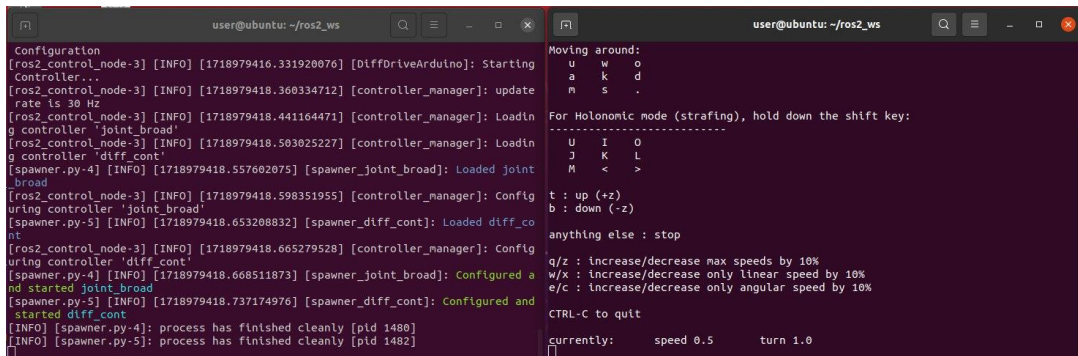 user@ubuntu: ~/ros2_ws
Configuration
[ros2_control_node-3] [INFO] [1718979416.331920076] [DiffDriveArduino]: Starting
Controller...
[ros2_control_node-3] [INFO] [1718979418.360334712] [controller_manager]: update
rate is 30 Hz
[ros2_control_node-3] [INFO] [1718979418.441164471] [controller_manager]: Loadin
g controller 'joint_broad'
[ros2_control_node-3] [INFO] [1718979418.503025227] [controller_manager]: Loadin
g controller 'diff_cont'
[spawner.py-4] [INFO] [1718979418.557602075] [spawner_joint_broad]: Loaded joint
_broad
[ros2_control_node-3] [INFO] [1718979418.598351955] [controller_manager]: Config
uring controller 'joint_broad'
[spawner.py-5] [INFO] [1718979418.653208832] [spawner_diff_cont]: Loaded diff_co
nt
[ros2_control_node-3] [INFO] [1718979418.665279528] [controller_manager]: Config
uring controller 'diff_cont'
[spawner.py-4] [INFO] [1718979418.668511873] [spawner_joint_broad]: Configured a
nd started joint_broad
[spawner.py-5] [INFO] [1718979418.737174976] [spawner_diff_cont]: Configured and
started diff_cont
[INFO] [spawner.py-4]: process has finished cleanly [pid 1480]
[INFO] [spawner.py-5]: process has finished cleanly [pid 1482]
user@ubuntu: ~/ros2_ws
Moving around:
u w o
a k d
m s .
For Holonomic mode (strafing), hold down the shift key:
---------------------------
U I O
J K L
M < >
t : up (+z)
b : down (-z)
anything else : stop
q/z : increase/decrease max speeds by 10%
w/x : increase/decrease only linear speed by 10%
e/c : increase/decrease only angular speed by 10%
CTRL-C to quit
currently: speed 0.5 turn 1.0